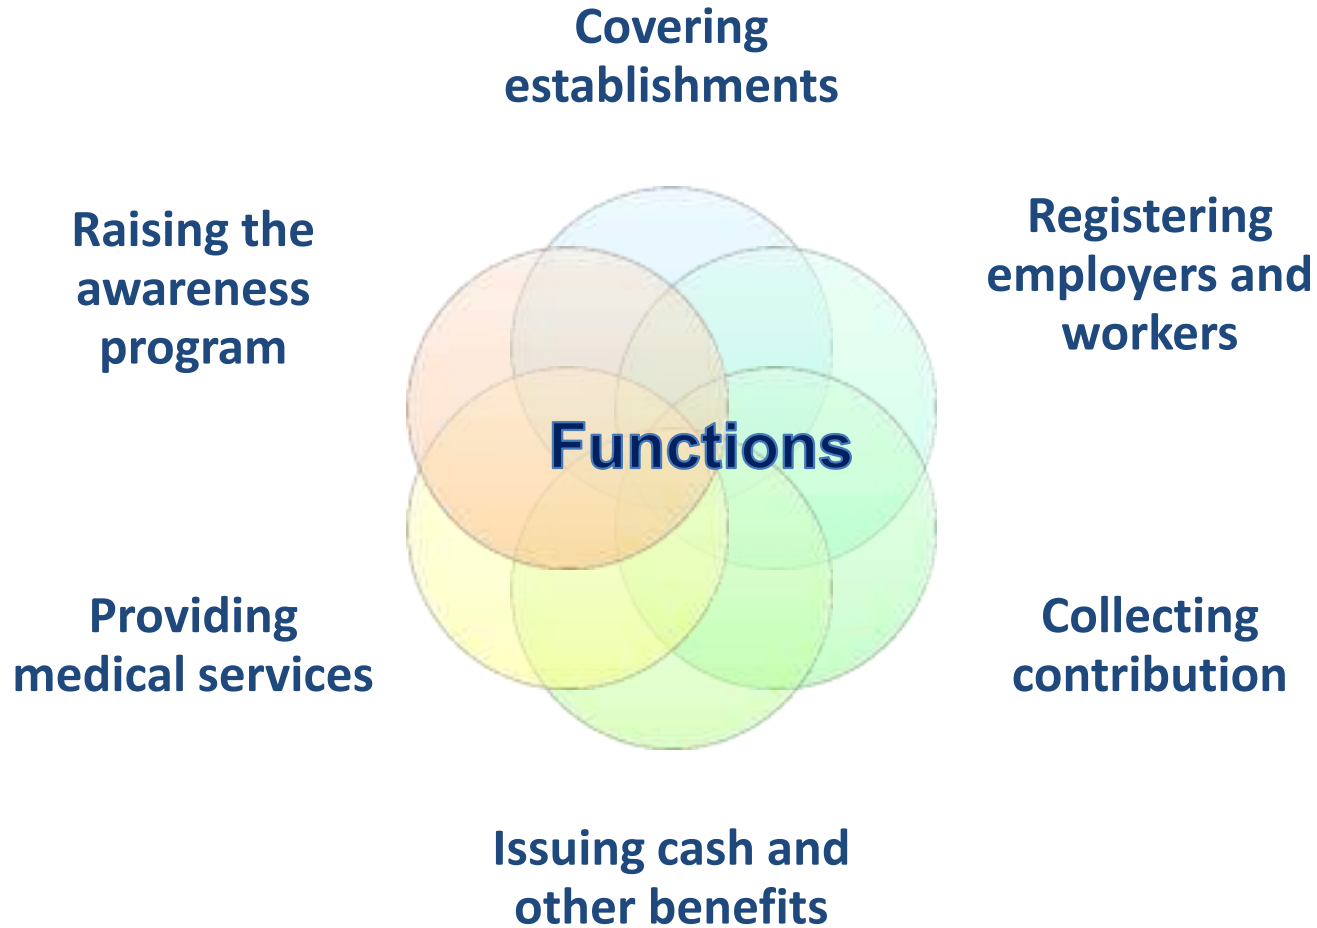 Covering
establishments
Raising the
awareness
program
Registering
employers and
workers
Functions
Providing
medical services
Collecting
contribution
Issuing cash and
other benefits